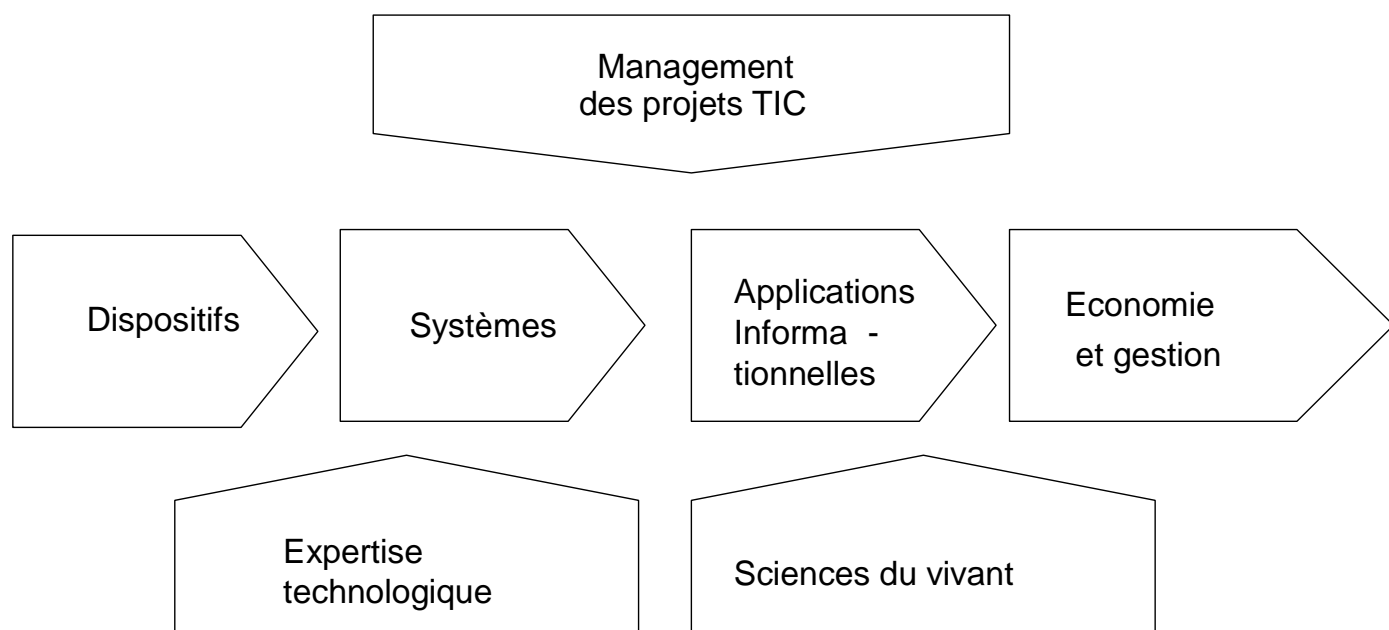 Management
des projets TIC
Dispositifs
Systèmes
Applications
Informa -
tionnelles
Economie
et gestion
Expertise
technologique
Sciences du vivant